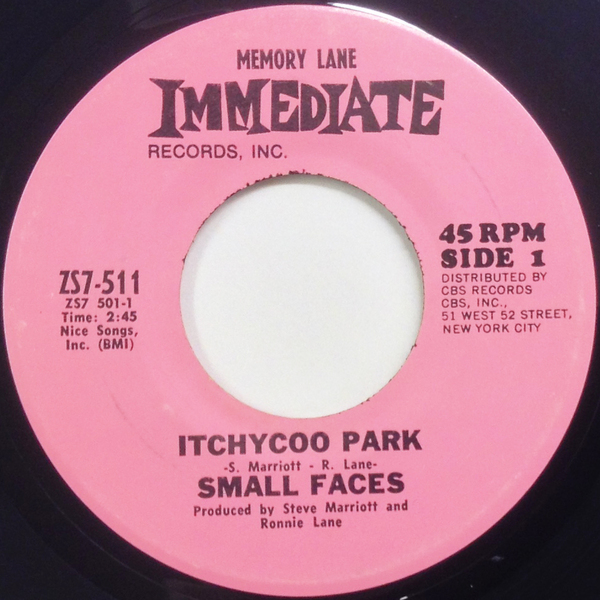 MEMORY LANE
IMMEDIATE
RECORDS, INC.
ZS7-511
ZS7 501-1
Time: 2:45
Nice Songs,
Inc. (BMI)
45 RPM
SIDE 1
DISTRIBUTED BY
CBS RECORDS
CBS, INC.,
51 WEST 52 STREET,
NEW YORK CITY
ITCHYCOO PARK
-S. Marriott - R. Lane-
SMALL FACES
Produced by Steve Marriott and
Ronnie Lane